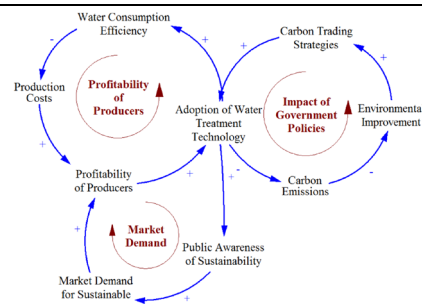 Water Consumption
Efficiency
Carbon Trading
Strategies
+
+
-
+
Production
Costs
Profitability
of
Producers
Adoption of Water
Treatment
Technology
Impact of
Government
Policies
Environmenta
Improvement
+
+
+
-
-
Profitability
of Producers
Carbon
Emissions
Market
Demand
+
Public Awareness
of Sustainability
Market Demand
for Sustainable
+